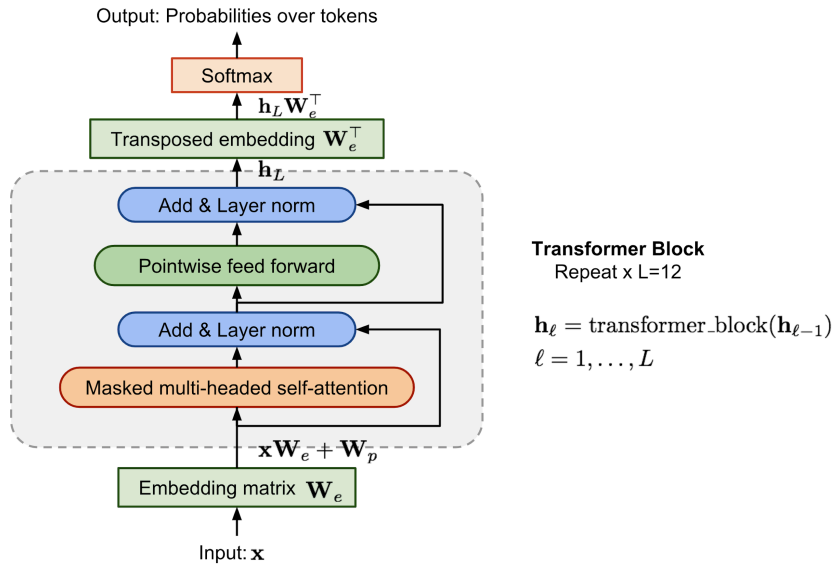 Output: Probabilities over tokens
Softmax
h_L W_e^⊤
Transposed embedding W_e^⊤
h_L
Add & Layer norm
Pointwise feed forward
Add & Layer norm
Masked multi-headed self-attention
xW_e + W_p
Embedding matrix W_e
Input: x
Transformer Block
Repeat x L=12
h_ℓ = transformer_block(h_{ℓ−1})
ℓ = 1, . . . , L